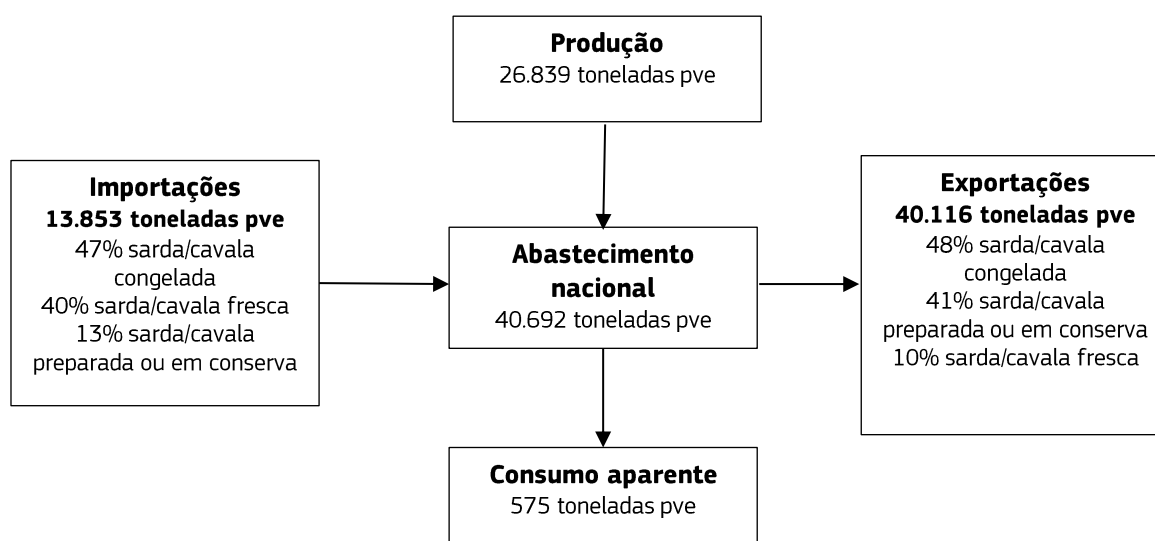 Produção
26.839 toneladas pve
Importações
13.853 toneladas pve
47% sarda/cavala
congelada
40% sarda/cavala fresca
13% sarda/cavala
preparada ou em conserva
Abastecimento
nacional
40.692 toneladas pve
Exportações
40.116 toneladas pve
48% sarda/cavala
congelada
41% sarda/cavala
preparada ou em conserva
10% sarda/cavala fresca
Consumo aparente
575 toneladas pve